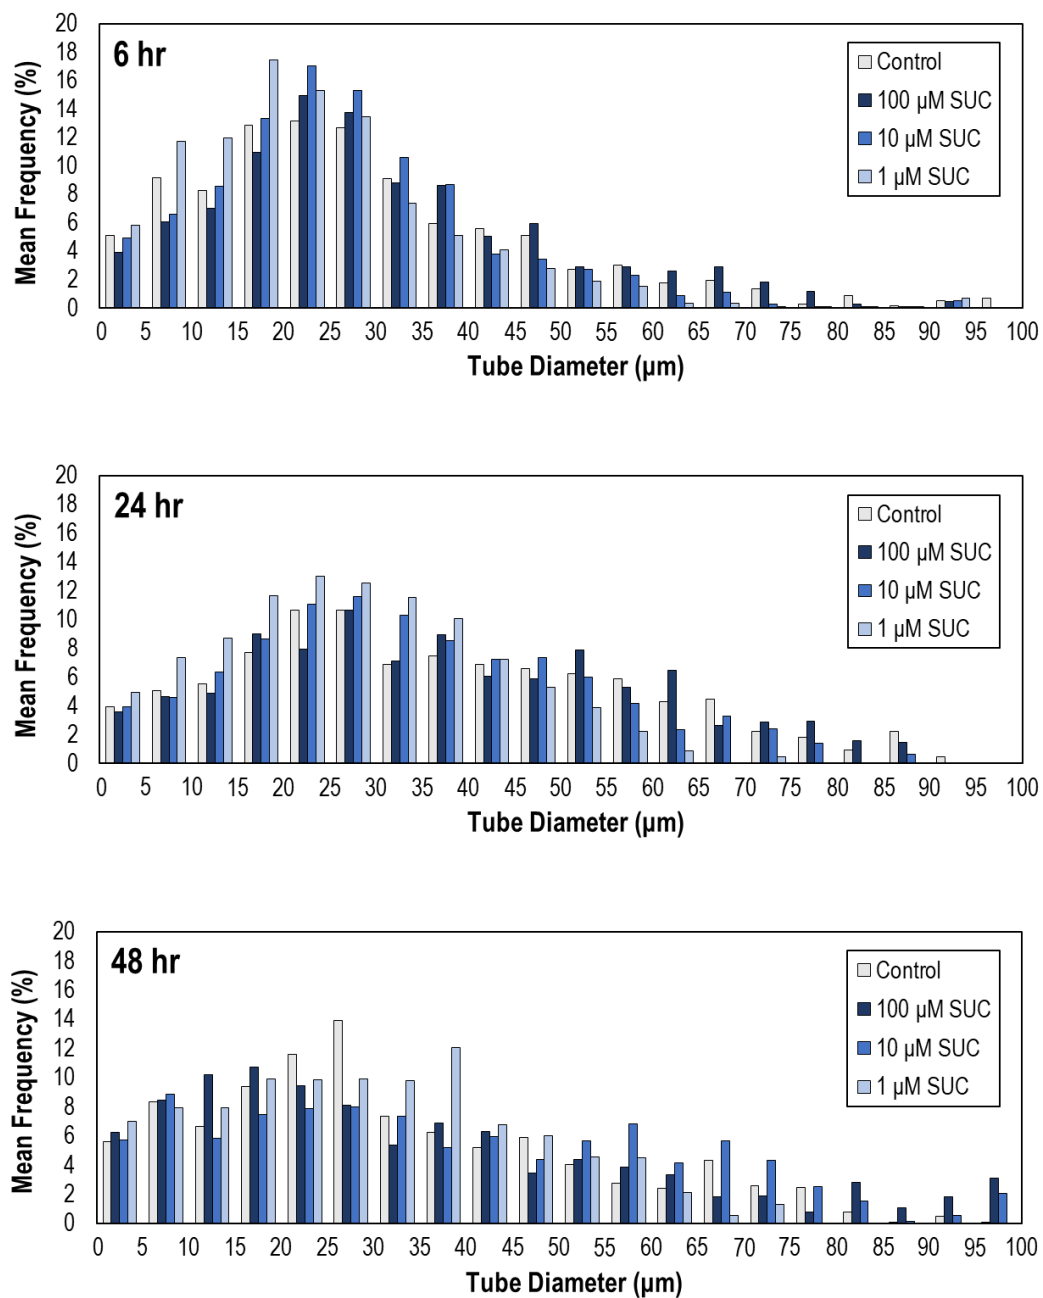 6 hr
Mean Frequency (%)
20
18
16
14
12
10
8
6
4
2
0
Control
100 µM SUC
10 µM SUC
1 µM SUC
0 5 10 15 20 25 30 35 40 45 50 55 60 65 70 75 80 85 90 95 100
Tube Diameter (µm)
24 hr
Mean Frequency (%)
20
18
16
14
12
10
8
6
4
2
0
Control
100 µM SUC
10 µM SUC
1 µM SUC
0 5 10 15 20 25 30 35 40 45 50 55 60 65 70 75 80 85 90 95 100
Tube Diameter (µm)
48 hr
Mean Frequency (%)
20
18
16
14
12
10
8
6
4
2
0
Control
100 µM SUC
10 µM SUC
1 µM SUC
0 5 10 15 20 25 30 35 40 45 50 55 60 65 70 75 80 85 90 95 100
Tube Diameter (µm)